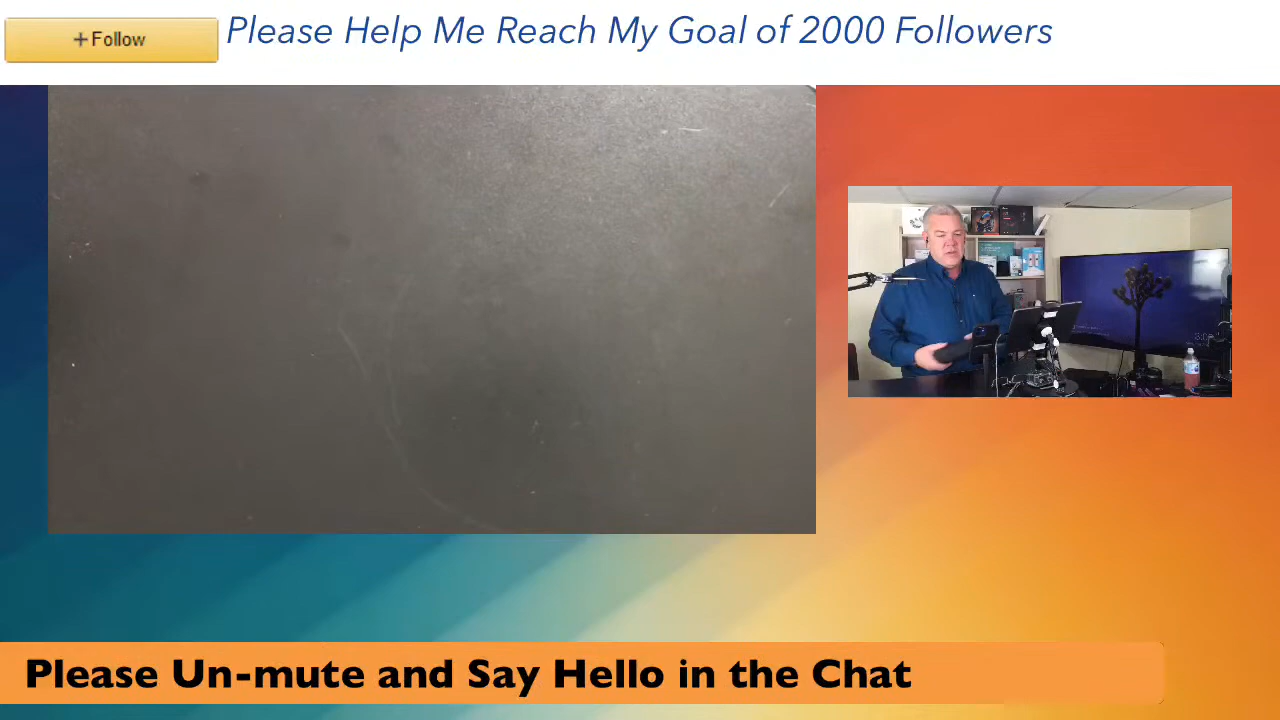 +Follow
Please Help Me Reach My Goal of 2000 Followers
Please Un-mute and Say Hello in the Chat